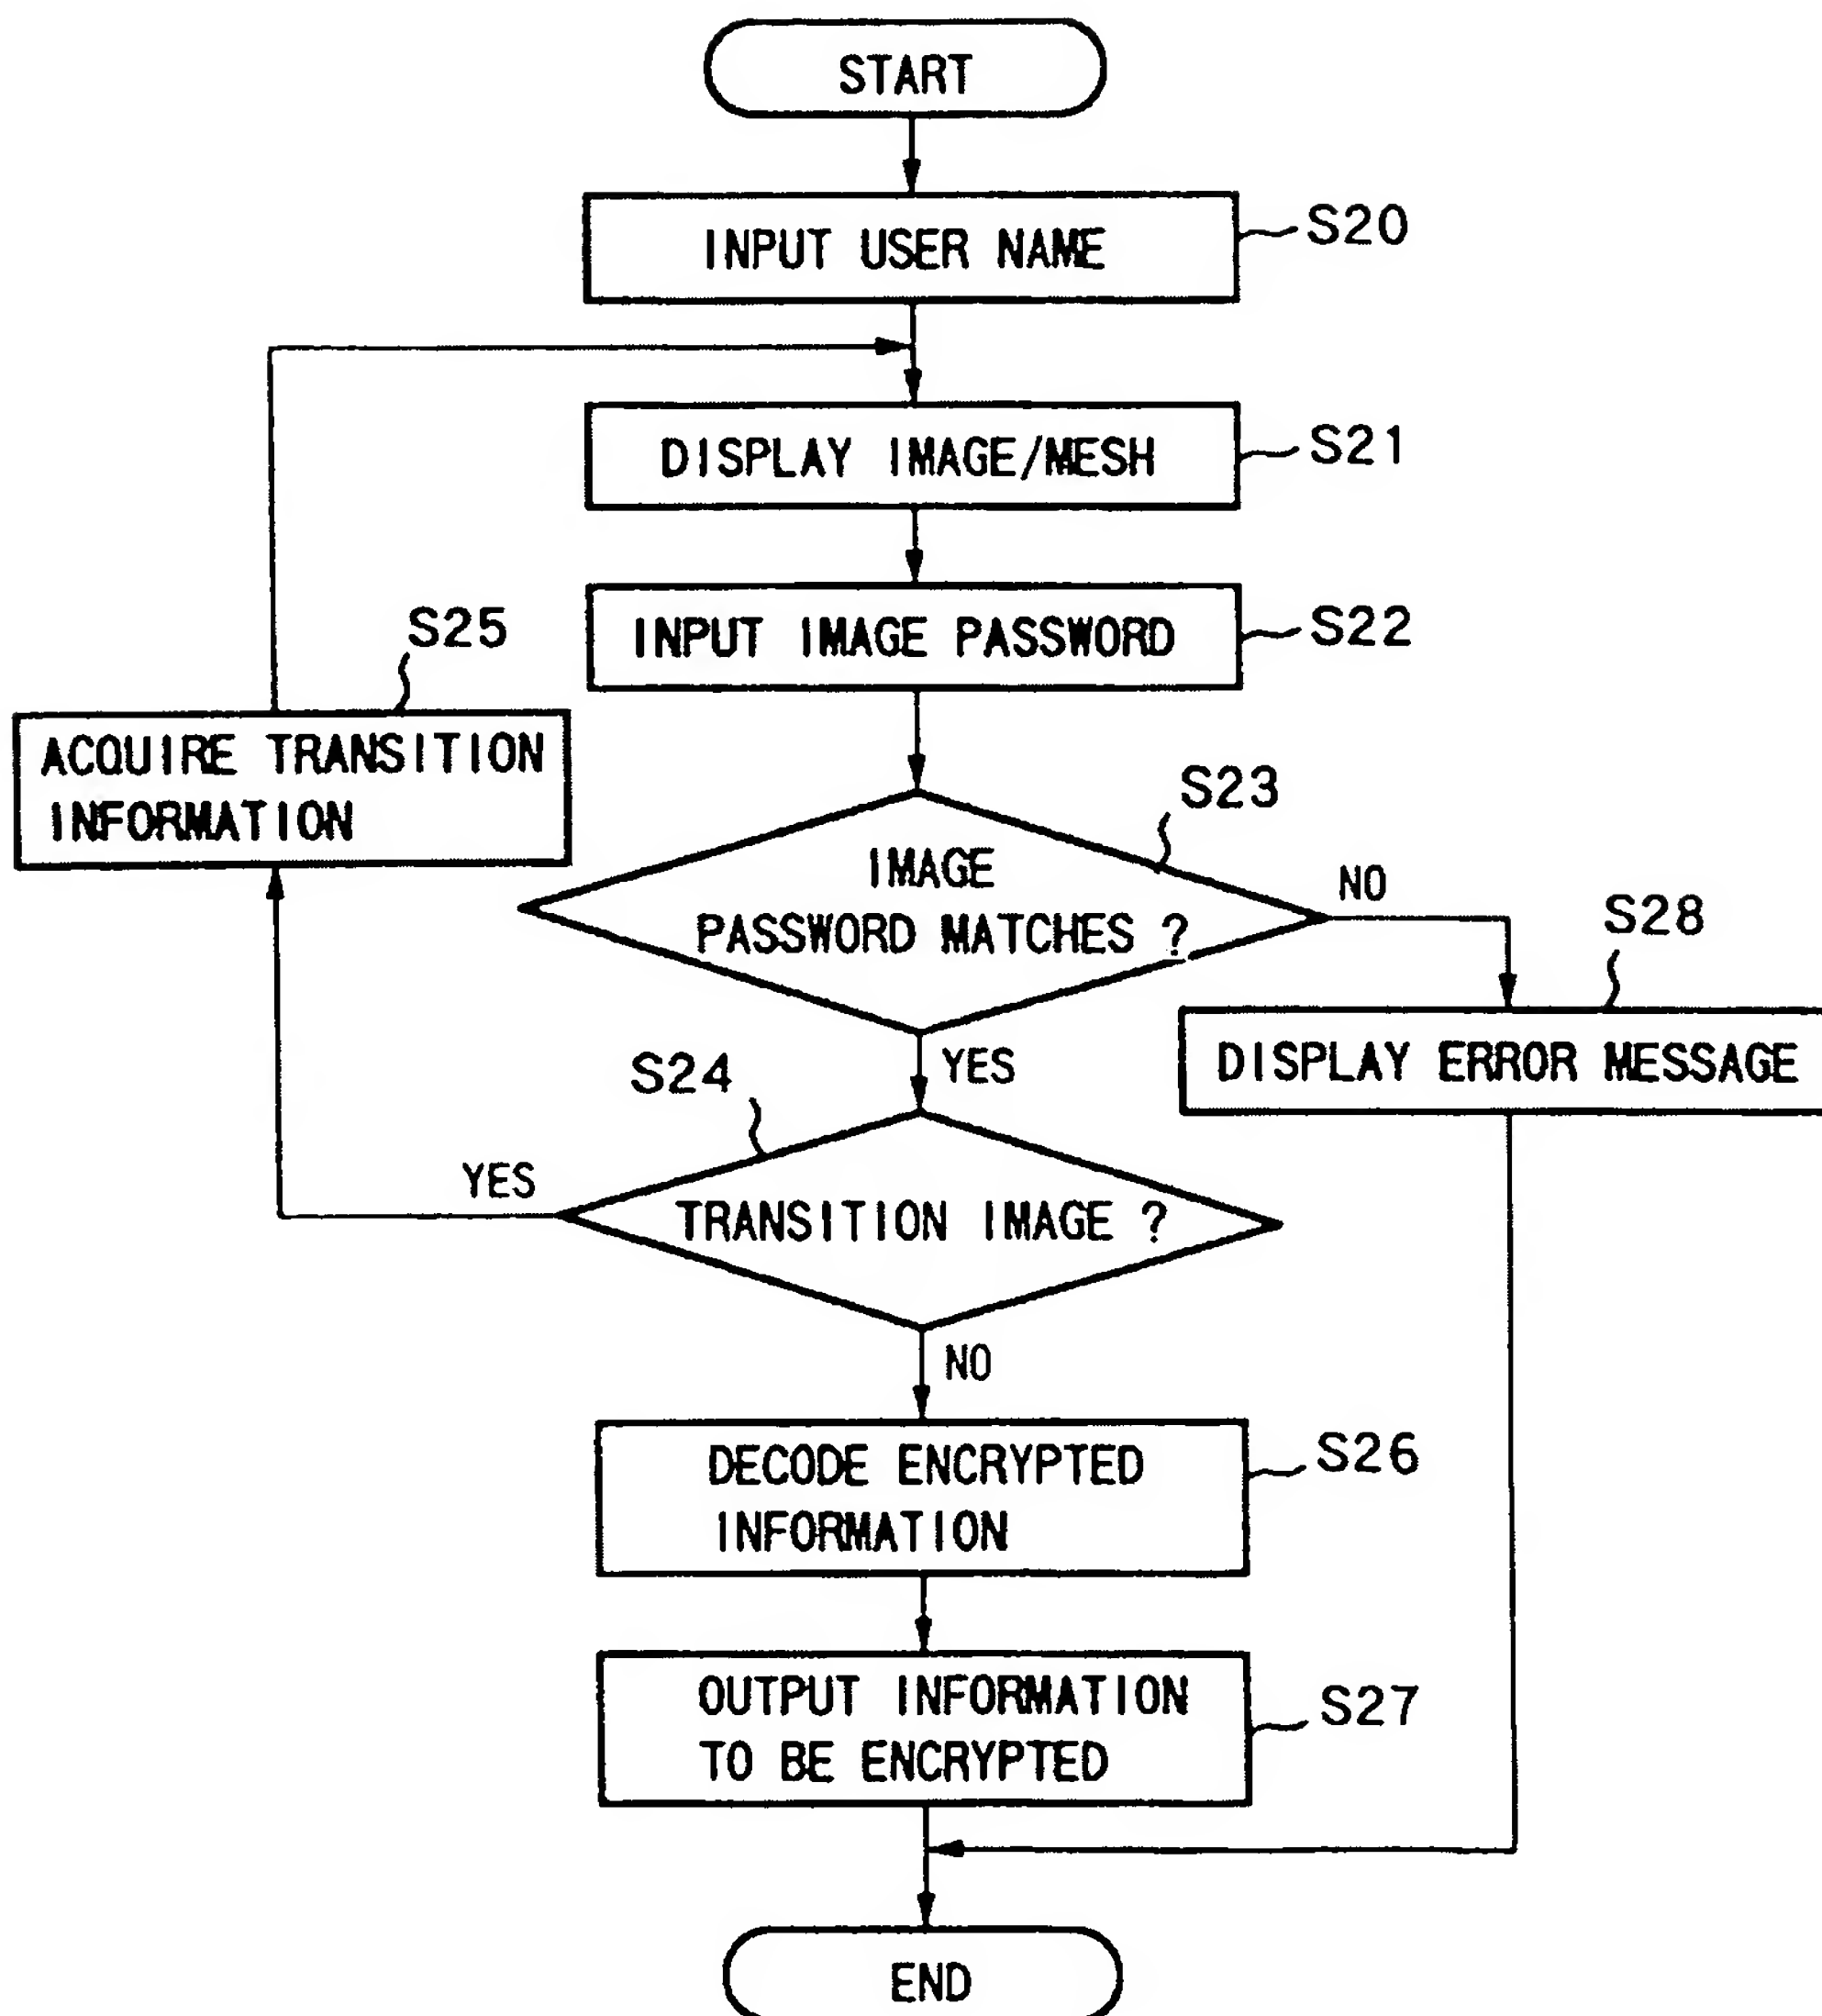 START
INPUT USER NAME
S20
DISPLAY IMAGE/MESH
S21
INPUT IMAGE PASSWORD
S22
S25
ACQUIRE TRANSITION
INFORMATION
S23
IMAGE
PASSWORD MATCHES ?
NO
S28
DISPLAY ERROR MESSAGE
YES
S24
TRANSITION IMAGE ?
YES
NO
DECODE ENCRYPTED
INFORMATION
S26
OUTPUT INFORMATION
TO BE ENCRYPTED
S27
END